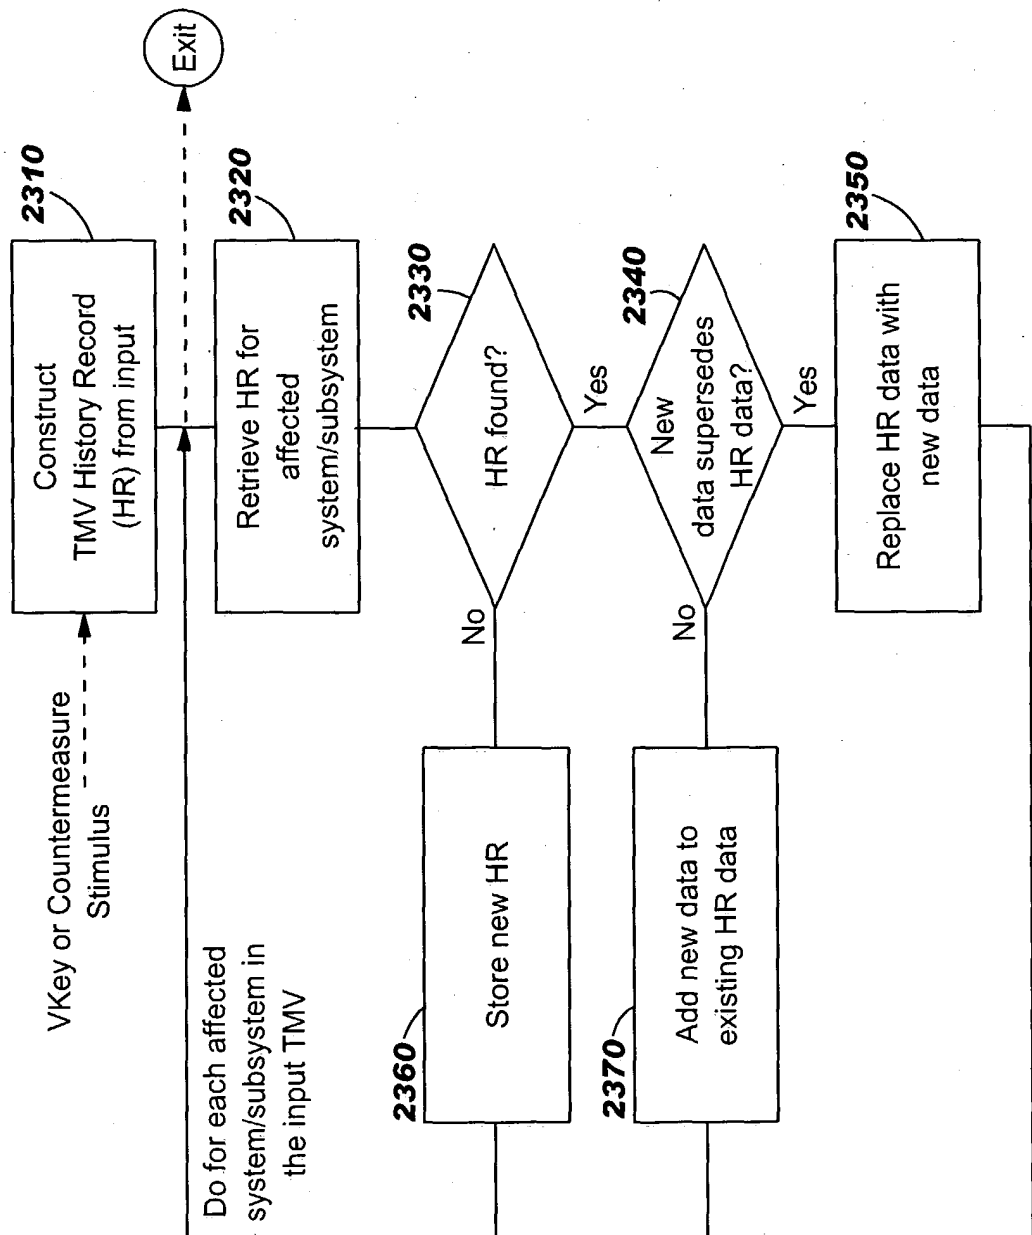 VKey or Countermeasure
Stimulus
Construct
TMV History Record
(HR) from input
2310
Exit
Do for each affected
system/subsystem in
the input TMV
Retrieve HR for
affected
system/subsystem
2320
HR found?
2330
No
Yes
Store new HR
2360
New
data supersedes
HR data?
2340
No
Yes
Add new data to
existing HR data
2370
Replace HR data with
new data
2350